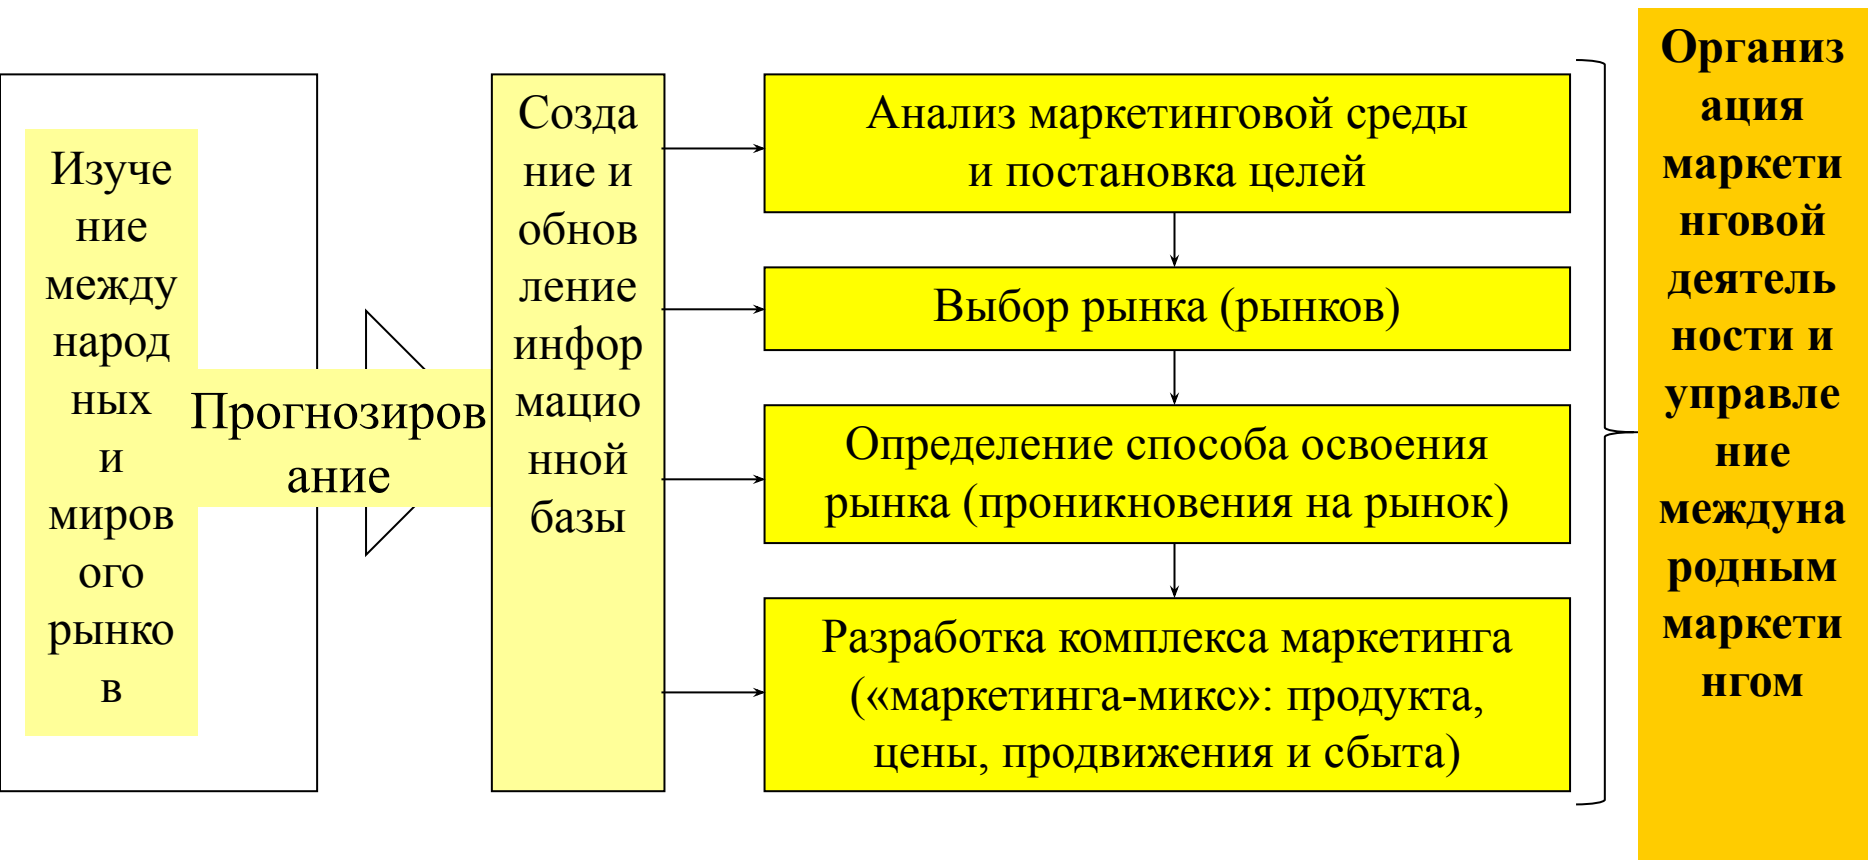 Изуче
ние
между
народ
ных
и
миров
ого
рынко
в
Прогнозиров
ание
Созда
ние и
обнов
ление
инфор
мацио
нной
базы
Анализ маркетинговой среды
и постановка целей
Выбор рынка (рынков)
Определение способа освоения
рынка (проникновения на рынок)
Разработка комплекса маркетинга
(«маркетинга-микс»: продукта,
цены, продвижения и сбыта)
Организ
ация
маркети
нговой
деятель
ности и
управле
ние
междуна
родным
маркети
нгом